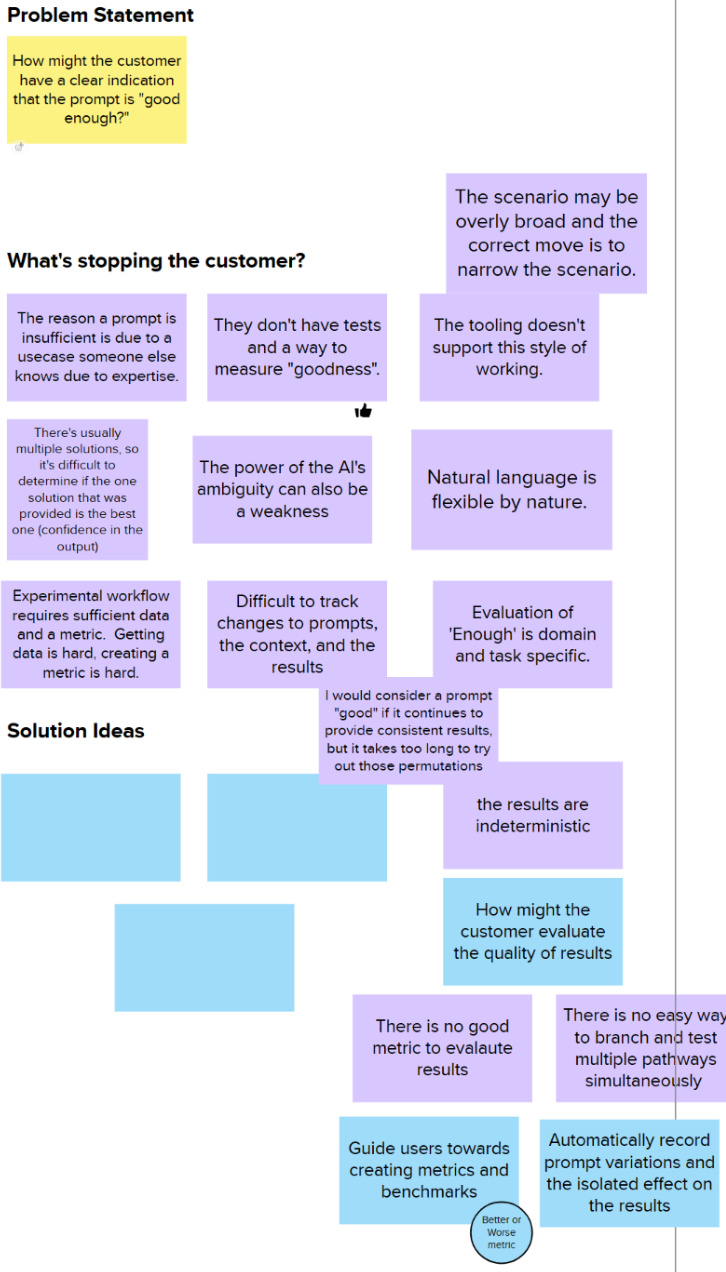 Problem Statement
How might the customer
have a clear indication
that the prompt is "good
enough?"
The scenario may be
overly broad and the
correct move is to
narrow the scenario.
What's stopping the customer?
The reason a prompt is
insufficient is due to a
usecase someone else
knows due to expertise.
They don't have tests
and a way to
measure "goodness".
The tooling doesn't
support this style of
working.
There's usually
multiple solutions, so
it's difficult to
determine if the one
solution that was
provided is the best
one (confidence in the
output)
The power of the AI's
ambiguity can also be
a weakness
Natural language is
flexible by nature.
Experimental workflow
requires sufficient data
and a metric. Getting
data is hard, creating a
metric is hard.
Difficult to track
changes to prompts,
the context, and the
results
Evaluation of
'Enough' is domain
and task specific.
I would consider a prompt
"good" if it continues to
provide consistent results,
but it takes too long to try
out those permutations
Solution Ideas
the results are
indeterministic
How might the
customer evaluate
the quality of results
There is no good
metric to evalaute
results
There is no easy way
to branch and test
multiple pathways
simultaneously
Guide users towards
creating metrics and
benchmarks
Better or
Worse
metric
Automatically record
prompt variations and
the isolated effect on
the results